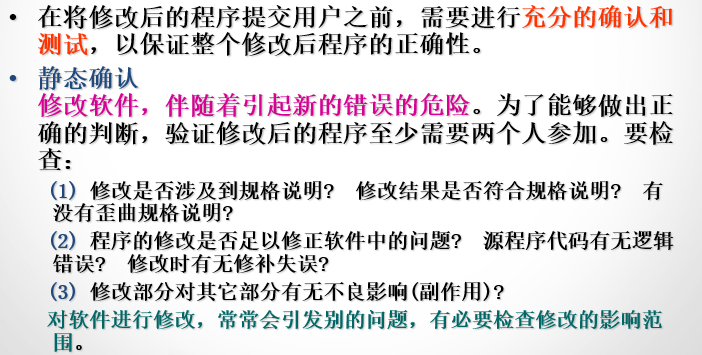 • 在将修改后的程序提交用户之前，需要进行充分的确认和
测试，以保证整个修改后程序的正确性。
• 静态确认
修改软件，伴随着引起新的错误的危险。为了能够做出正
确的判断，验证修改后的程序至少需要两个人参加。要检
查：
(1) 修改是否涉及到规格说明? 修改结果是否符合规格说明? 有
没有歪曲规格说明?
(2) 程序的修改是否足以修正软件中的问题? 源程序代码有无逻辑
错误? 修改时有无修补失误?
(3) 修改部分对其它部分有无不良影响(副作用)?
对软件进行修改，常常会引发别的问题，有必要检查修改的影响范
围。